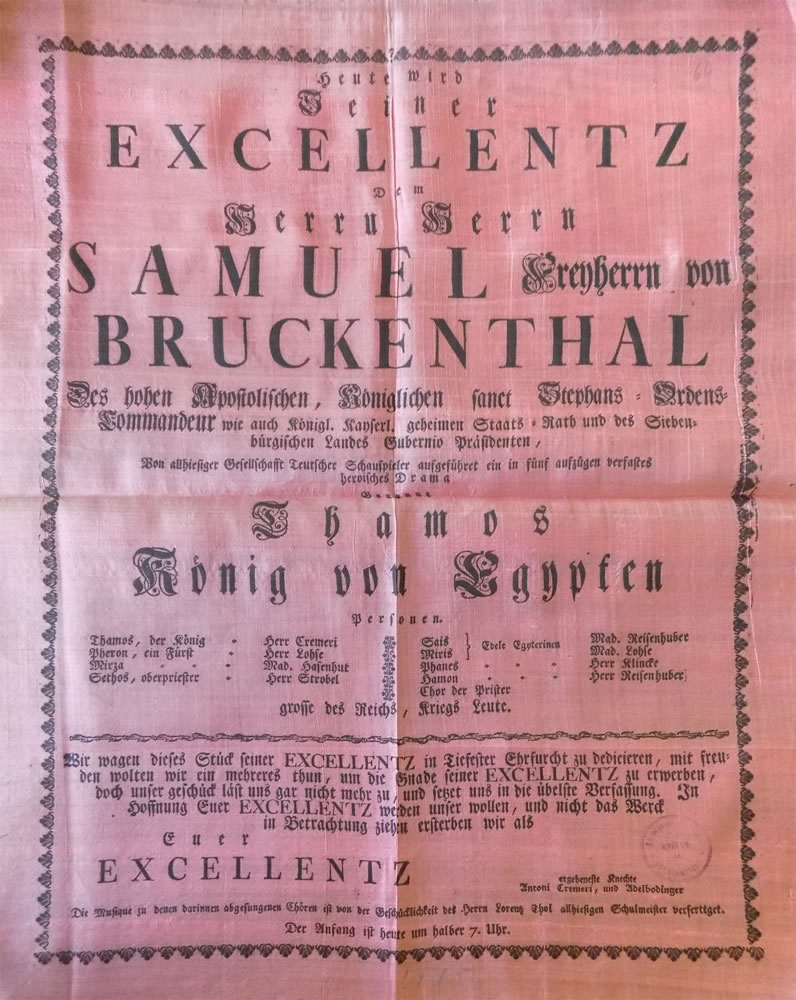 Heute wird
Seiner
EXCELLENTZ
Dem
Herrn Herrn
SAMUEL Freyherrn von
BRUCKENTHAL
Des hohen Apostolischen, Königlichen sanct Stephans-Ordens-
Commandeur wie auch Königl. Kayserl. geheimen Staats-Rath und des Sieben-
bürgischen Landes Gubernio Präsidenten,
Von allhiesiger Gesellschafft Teutscher Schauspieler aufgeführet ein in fünf aufzügen verfastes
heroisches Drama
Genannt
Thamos
König von Egypten
Personen.
Thamos, der König - Herr Cremeri
Pheron, ein Fürst - Herr Lohse
Mirza - - Mad. Hasenhut
Sethos, oberpriester - Herr Strobel
Sais } Edele Egyterinen Mad. Reisenhuber
Miris } Mad. Lohse
Phanes - - - Herr Klincke
Hamon - - - Herr Reisenhuber
Chor der Prister
grosse des Reichs, Kriegs Leute.
Wir wagen dieses Stück seiner EXCELLENTZ in Tiefester Ehrfurcht zu dedicieren, mit freu-
den wolten wir ein mehreres thun, um die Gnade seiner EXCELLENTZ zu erwerben,
doch unser geschück läst uns gar nicht mehr zu, und setzet uns in die übelste Verfassung. In
Hoffnung Euer EXCELLENTZ werden unser wollen, und nicht das Werck
in Betrachtung ziehen ersterben wir als
Euer
EXCELLENTZ
ergebeneste Knechte
Antoni Cremeri, und Adelbodinger
Die Musique zu denen darinnen abgesungenen Chören ist von der Geschücklichkeit des Herrn Lorentz Thol allhiesigen Schulmeister verfertiget.
Der Anfang ist heute um halber 7. Uhr.